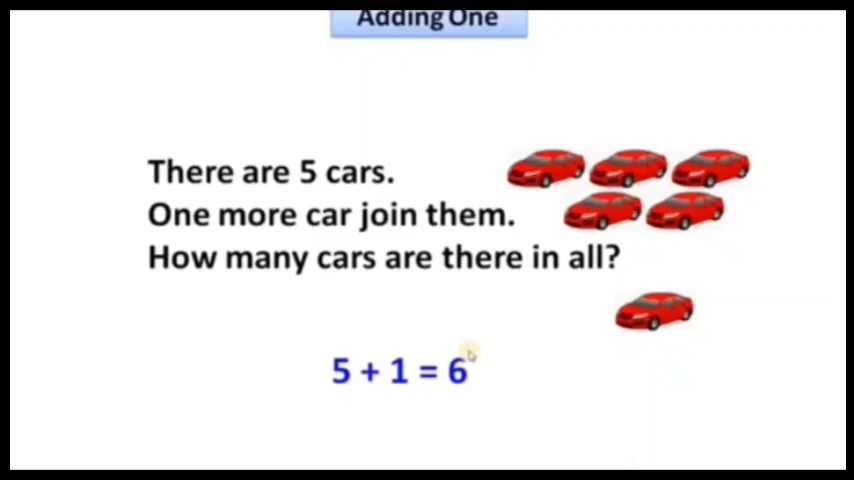 Adding One
There are 5 cars.
One more car join them.
How many cars are there in all?
5 + 1 = 6